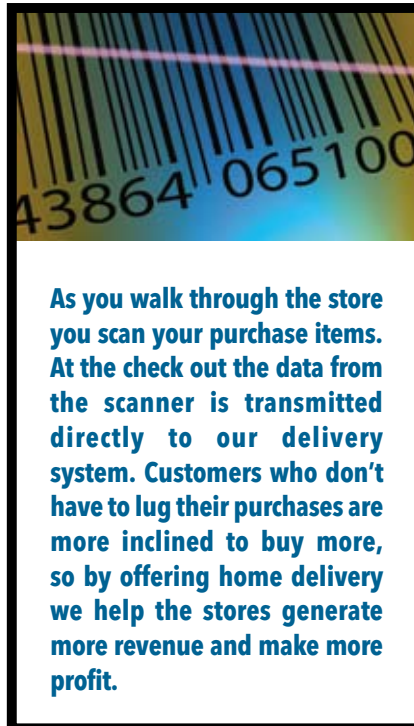 43864 065100
As you walk through the store
you scan your purchase items.
At the check out the data from
the scanner is transmitted
directly to our delivery
system. Customers who don’t
have to lug their purchases are
more inclined to buy more,
so by offering home delivery
we help the stores generate
more revenue and make more
profit.